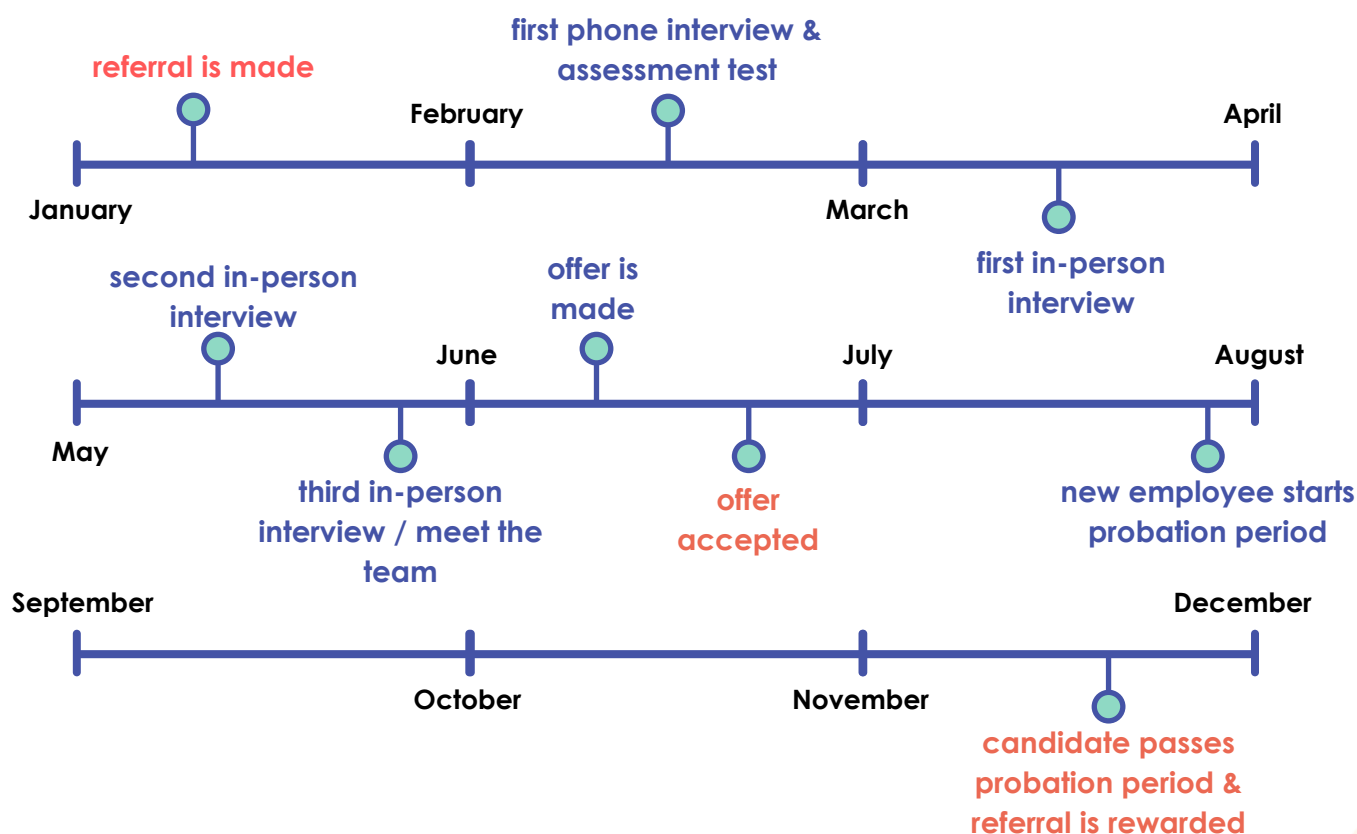 first phone interview &
assessment test
referral is made
February
April
January
March
first in-person
interview
second in-person
interview
offer is
made
June
July
August
May
third in-person
interview / meet the
team
offer
accepted
new employee starts
probation period
September
December
October
November
candidate passes
probation period &
referral is rewarded